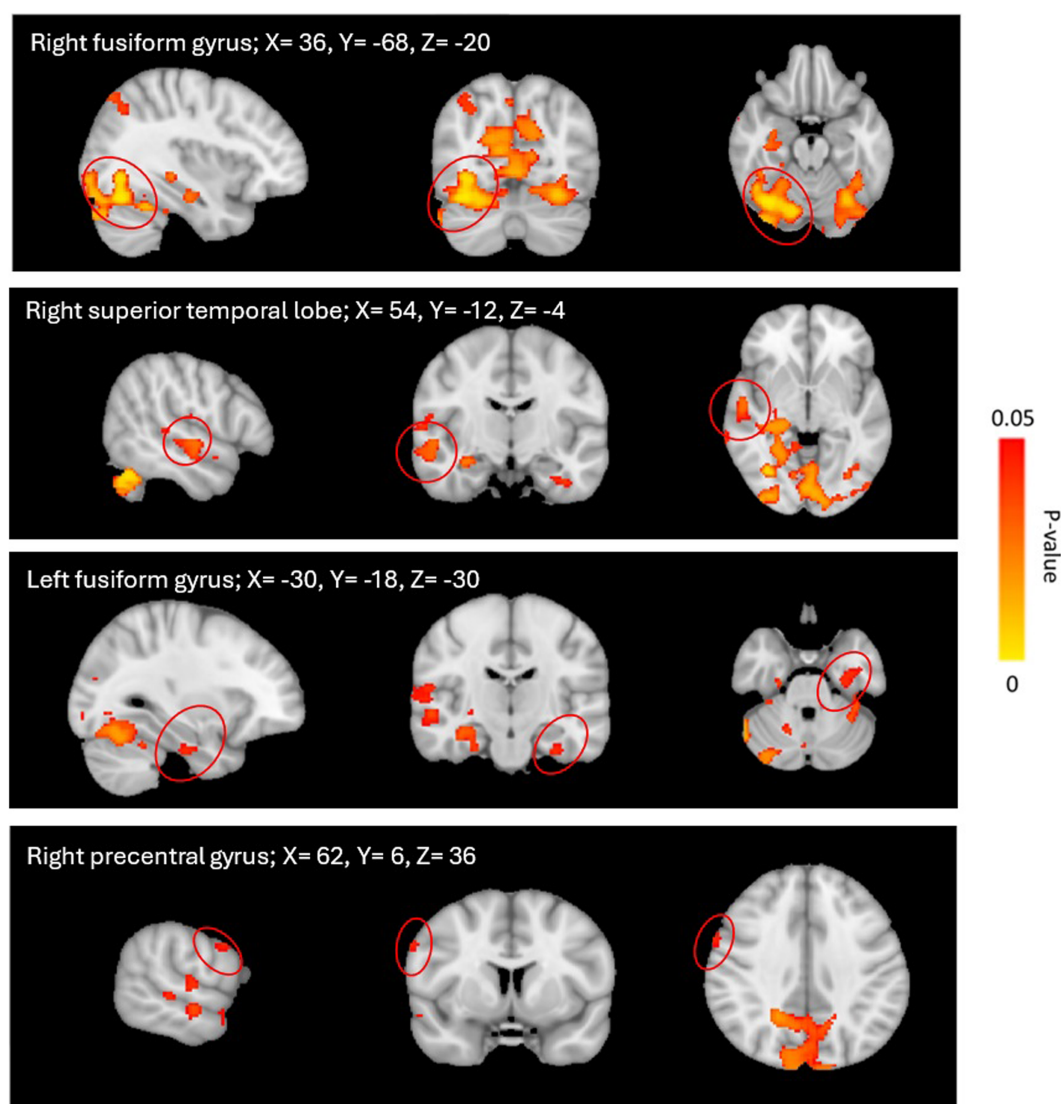 Right fusiform gyrus; X= 36, Y= -68, Z= -20
Right superior temporal lobe; X= 54, Y= -12, Z= -4
0.05
P-value
Left fusiform gyrus; X= -30, Y= -18, Z= -30
0
Right precentral gyrus; X= 62, Y= 6, Z= 36